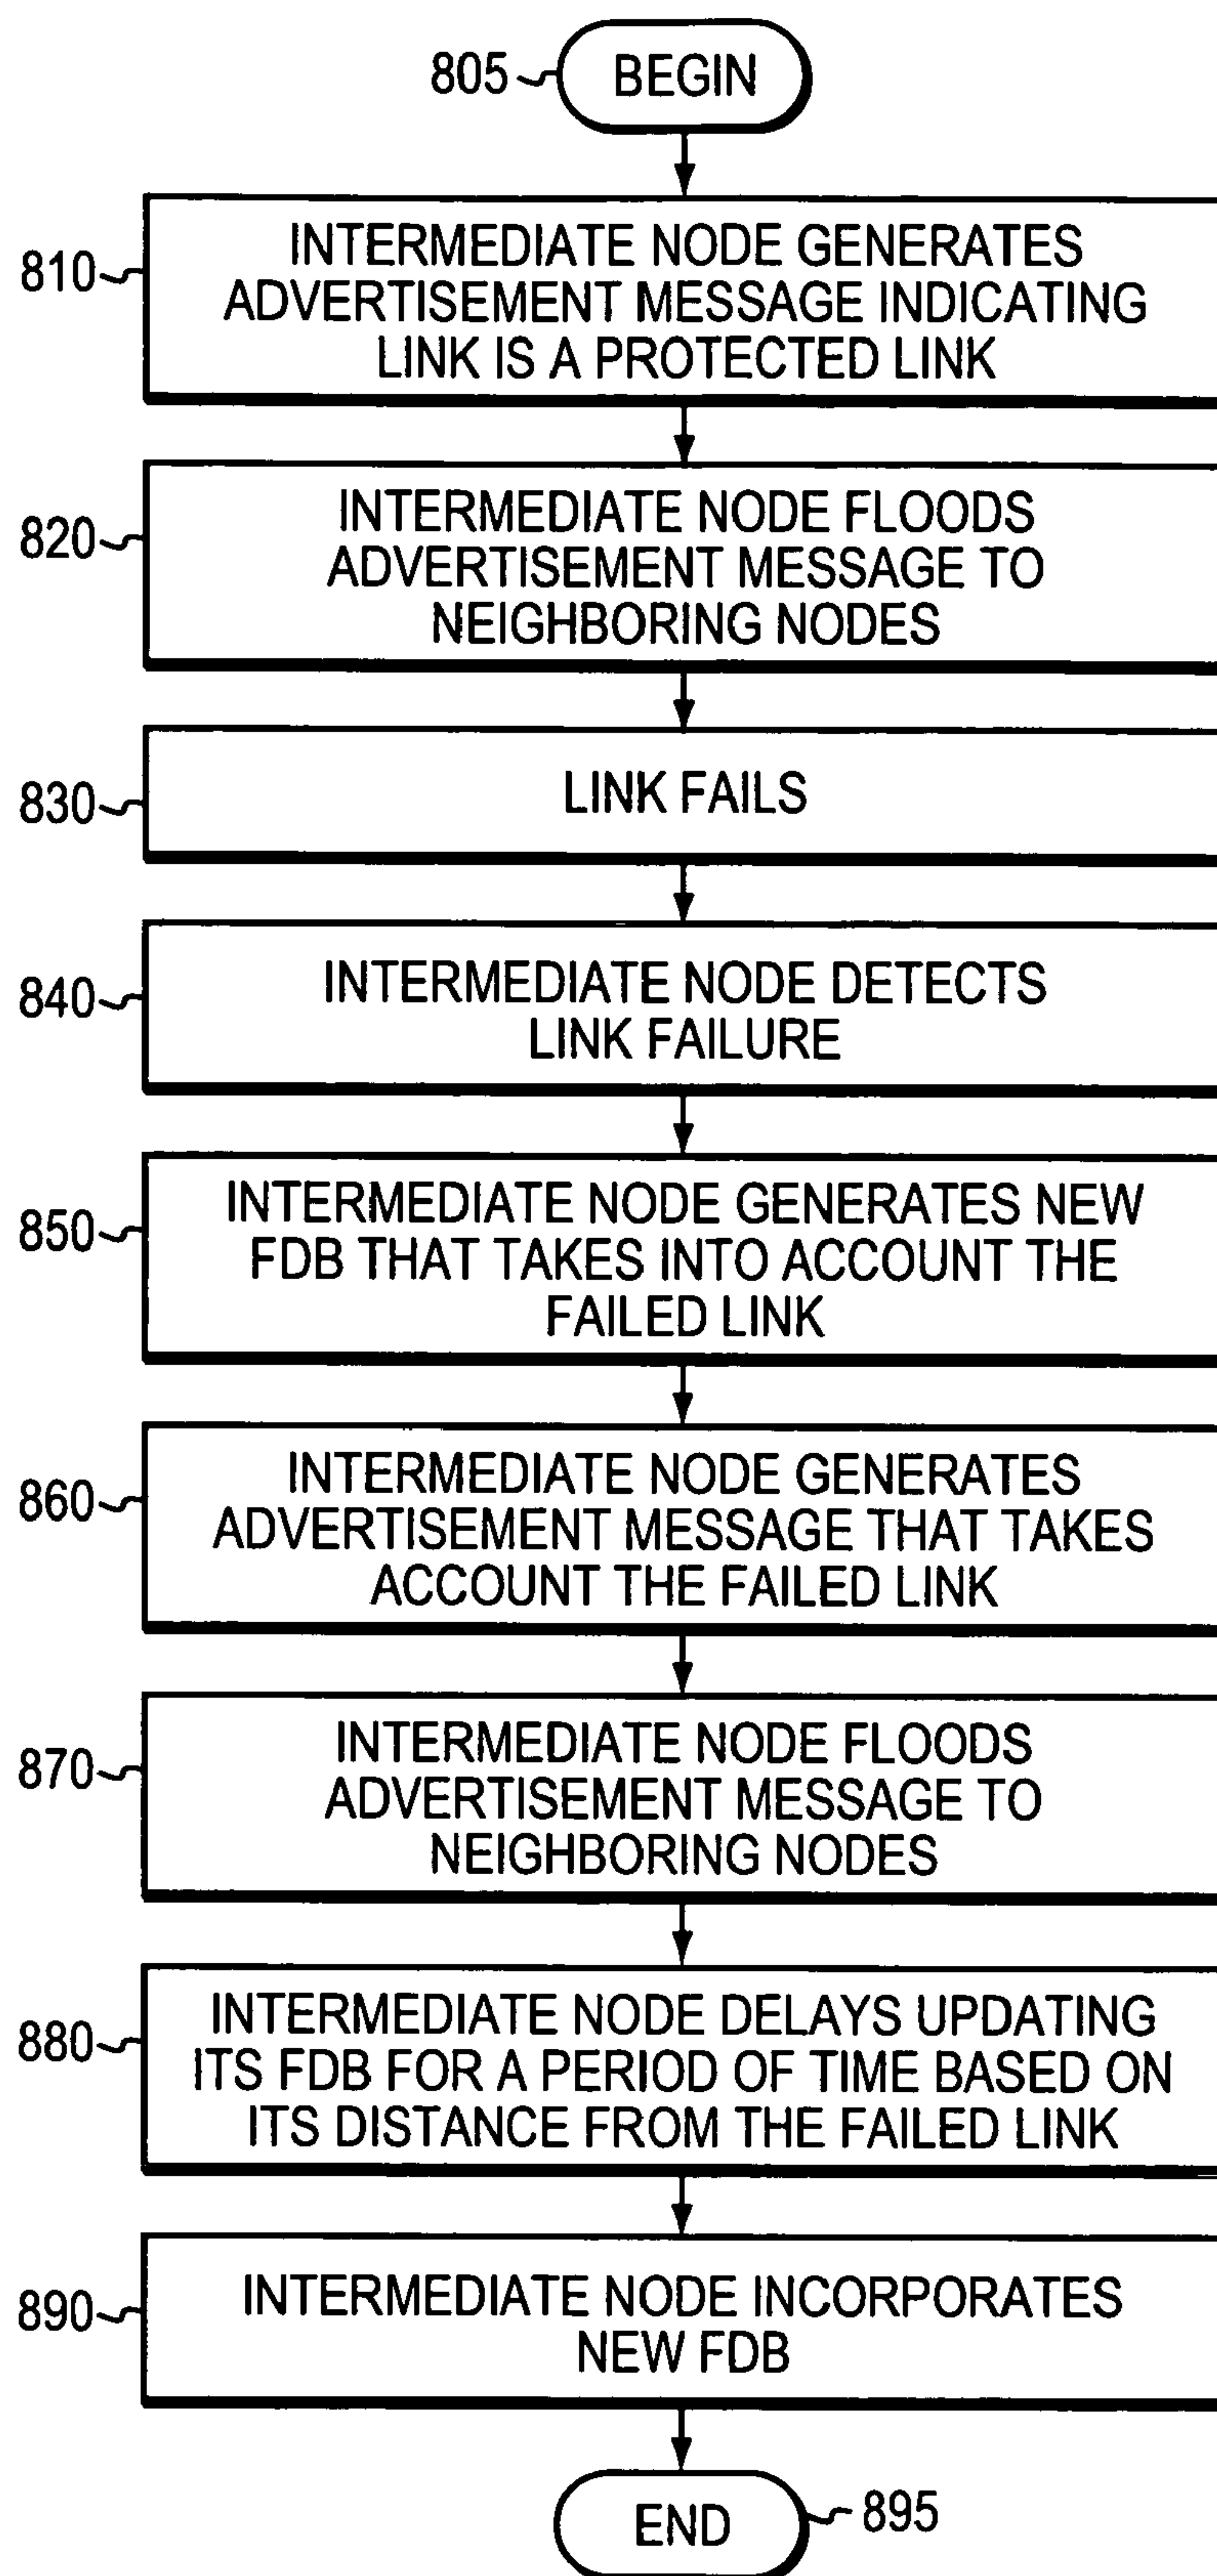 805 BEGIN
810 INTERMEDIATE NODE GENERATES
ADVERTISEMENT MESSAGE INDICATING
LINK IS A PROTECTED LINK
820 INTERMEDIATE NODE FLOODS
ADVERTISEMENT MESSAGE TO
NEIGHBORING NODES
830 LINK FAILS
840 INTERMEDIATE NODE DETECTS
LINK FAILURE
850 INTERMEDIATE NODE GENERATES NEW
FDB THAT TAKES INTO ACCOUNT THE
FAILED LINK
860 INTERMEDIATE NODE GENERATES
ADVERTISEMENT MESSAGE THAT TAKES
ACCOUNT THE FAILED LINK
870 INTERMEDIATE NODE FLOODS
ADVERTISEMENT MESSAGE TO
NEIGHBORING NODES
880 INTERMEDIATE NODE DELAYS UPDATING
ITS FDB FOR A PERIOD OF TIME BASED ON
ITS DISTANCE FROM THE FAILED LINK
890 INTERMEDIATE NODE INCORPORATES
NEW FDB
END 895